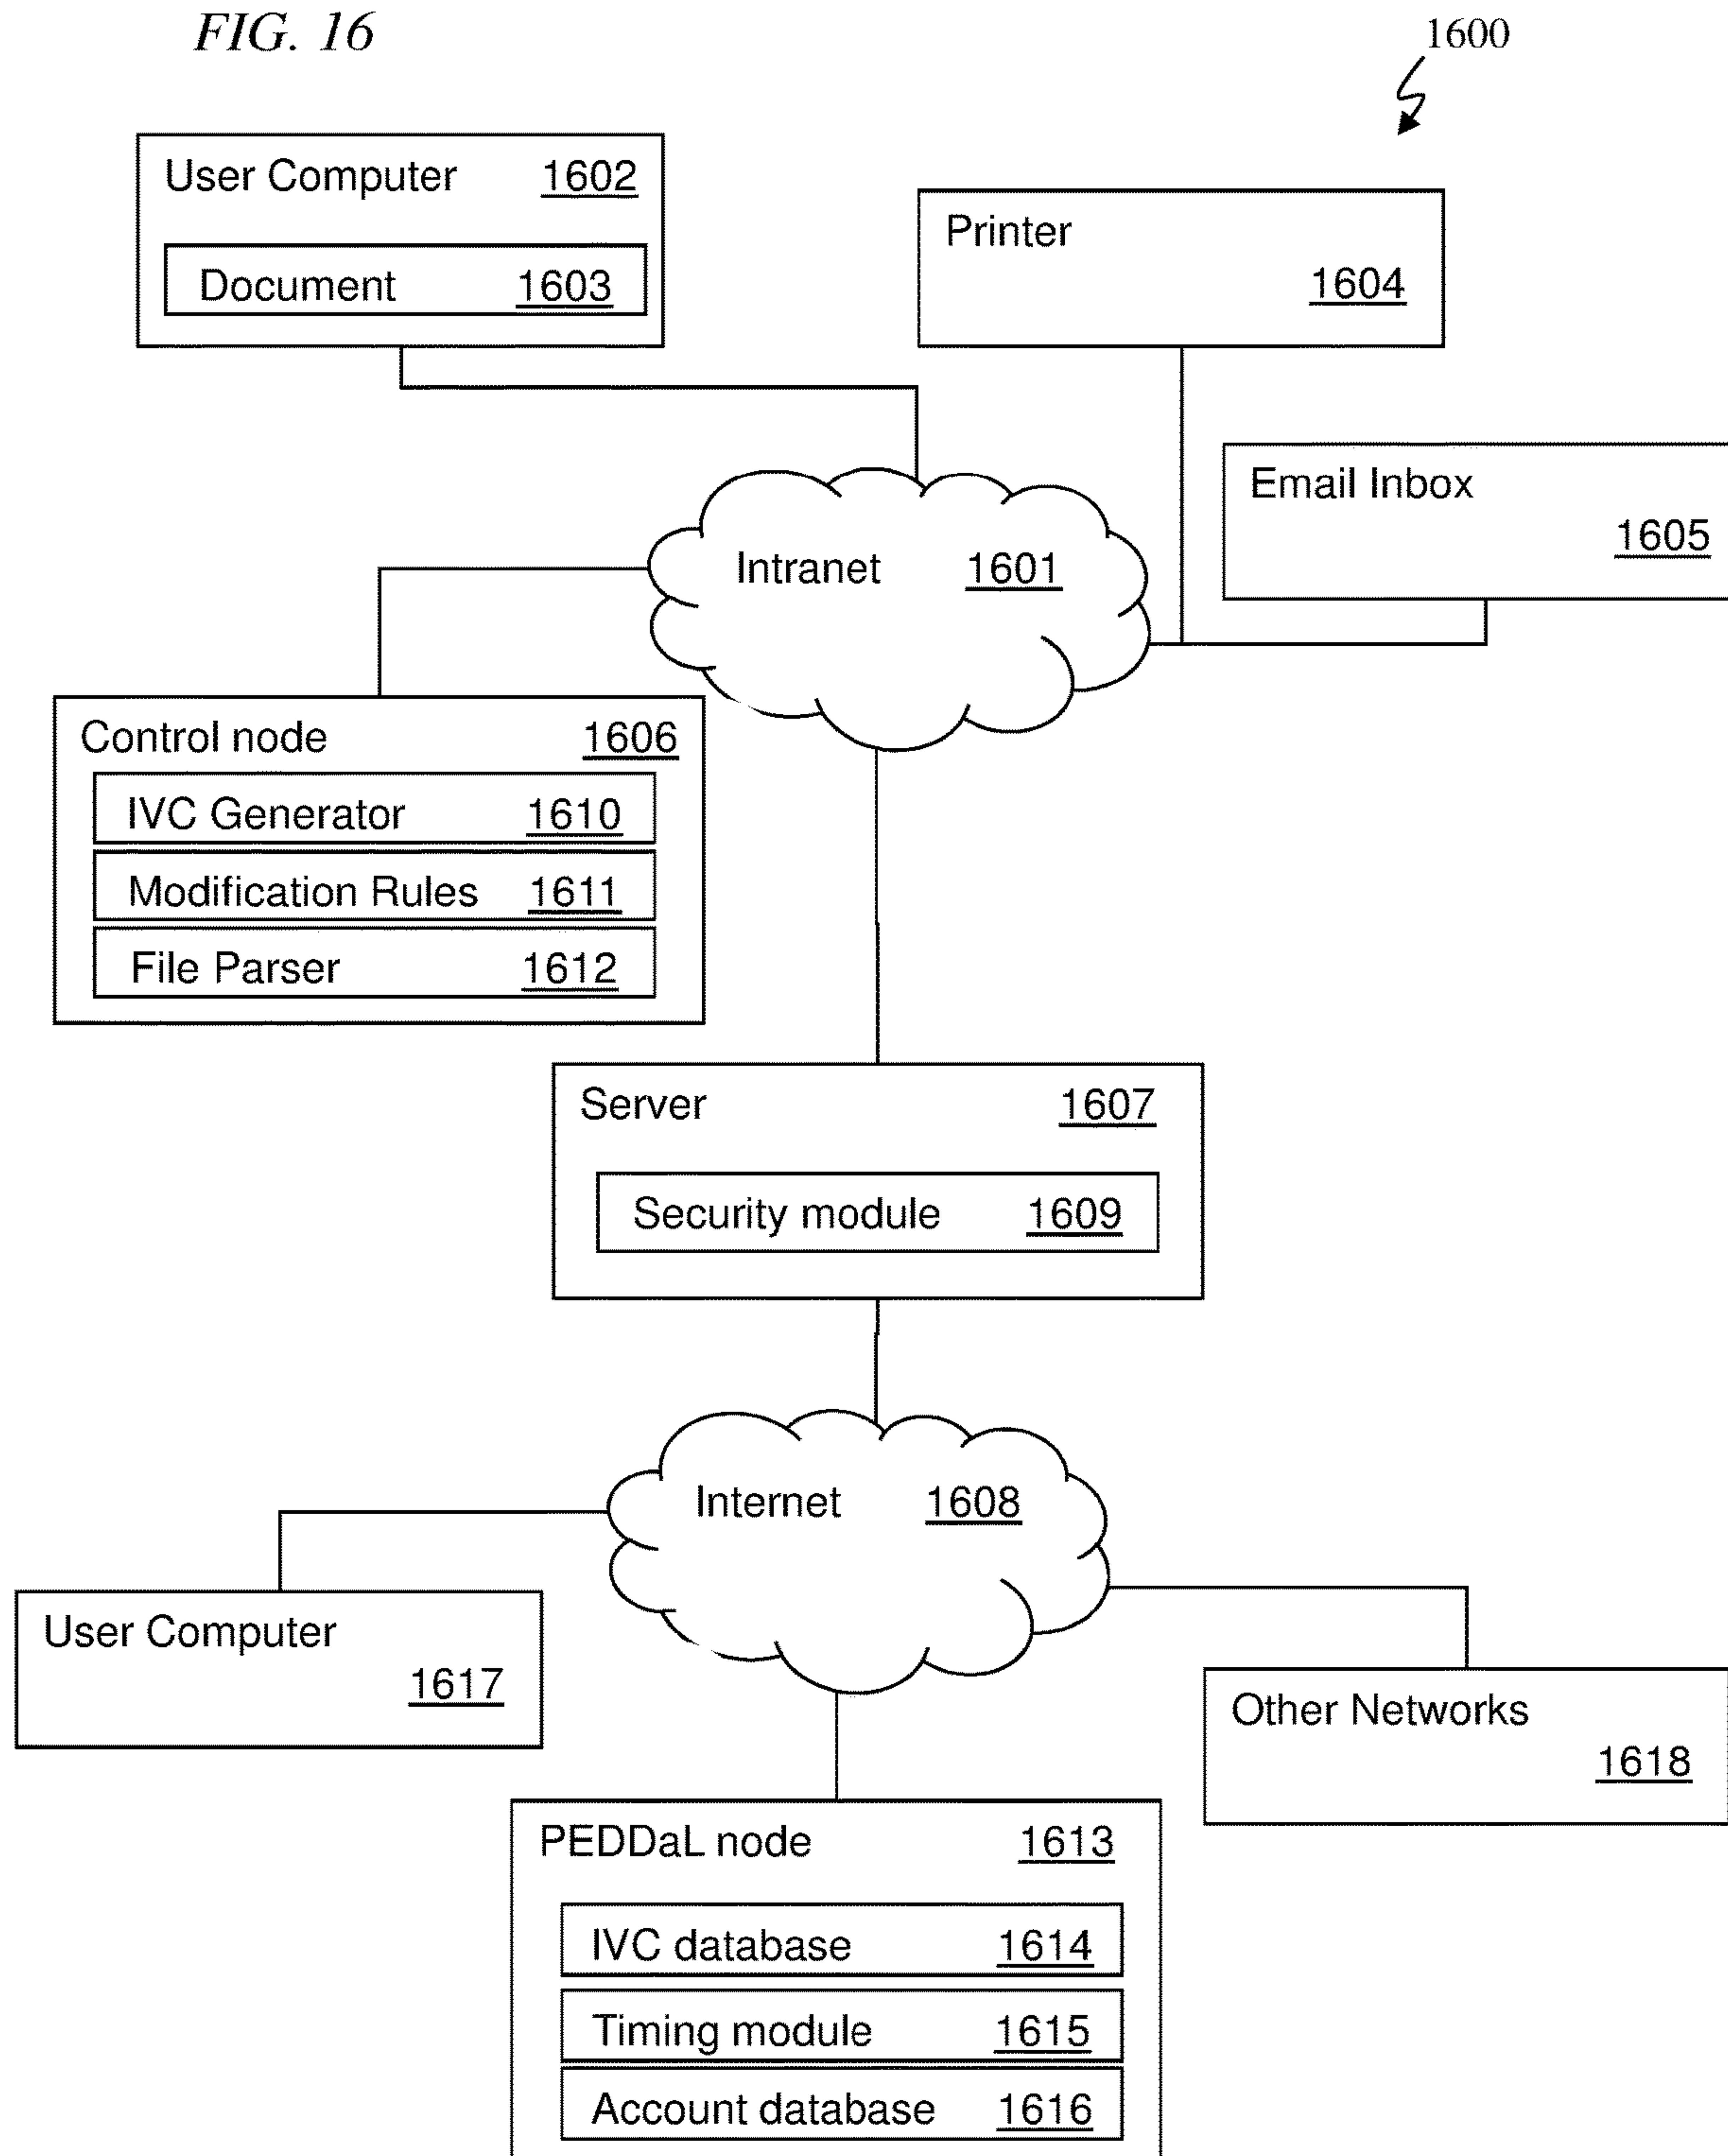 FIG. 16
1600
User Computer 1602
Document 1603
Printer
1604
Email Inbox
1605
Intranet 1601
Control node 1606
IVC Generator 1610
Modification Rules 1611
File Parser 1612
Server 1607
Security module 1609
Internet 1608
User Computer
1617
Other Networks
1618
PEDDaL node 1613
IVC database 1614
Timing module 1615
Account database 1616